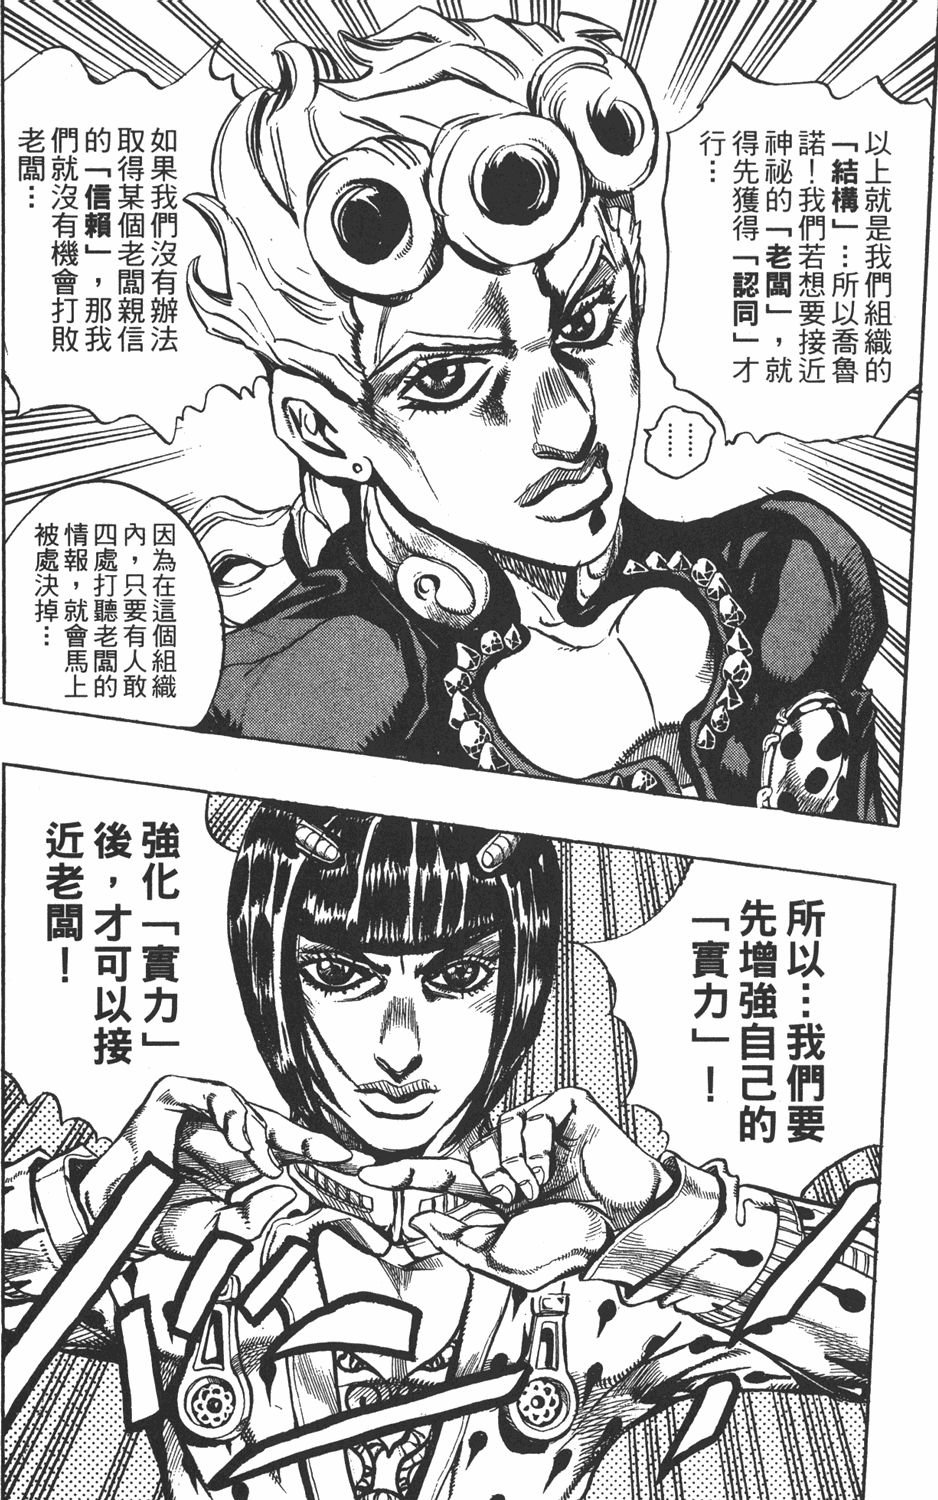 以上就是我們組織的
「結構」…所以喬魯
諾！我們若想要接近
神祕的「老闆」，就
得先獲得「認同」才
行…
……
如果我們沒有辦法
取得某個老闆親信
的「信賴」，那我
們就沒有機會打敗
老闆…
因為在這個組織
內，只要有人敢
四處打聽老闆的
情報，就會馬上
被處決掉…
所以…我們要
先增強自己的
「實力」！
強化「實力」
後，才可以接
近老闆！